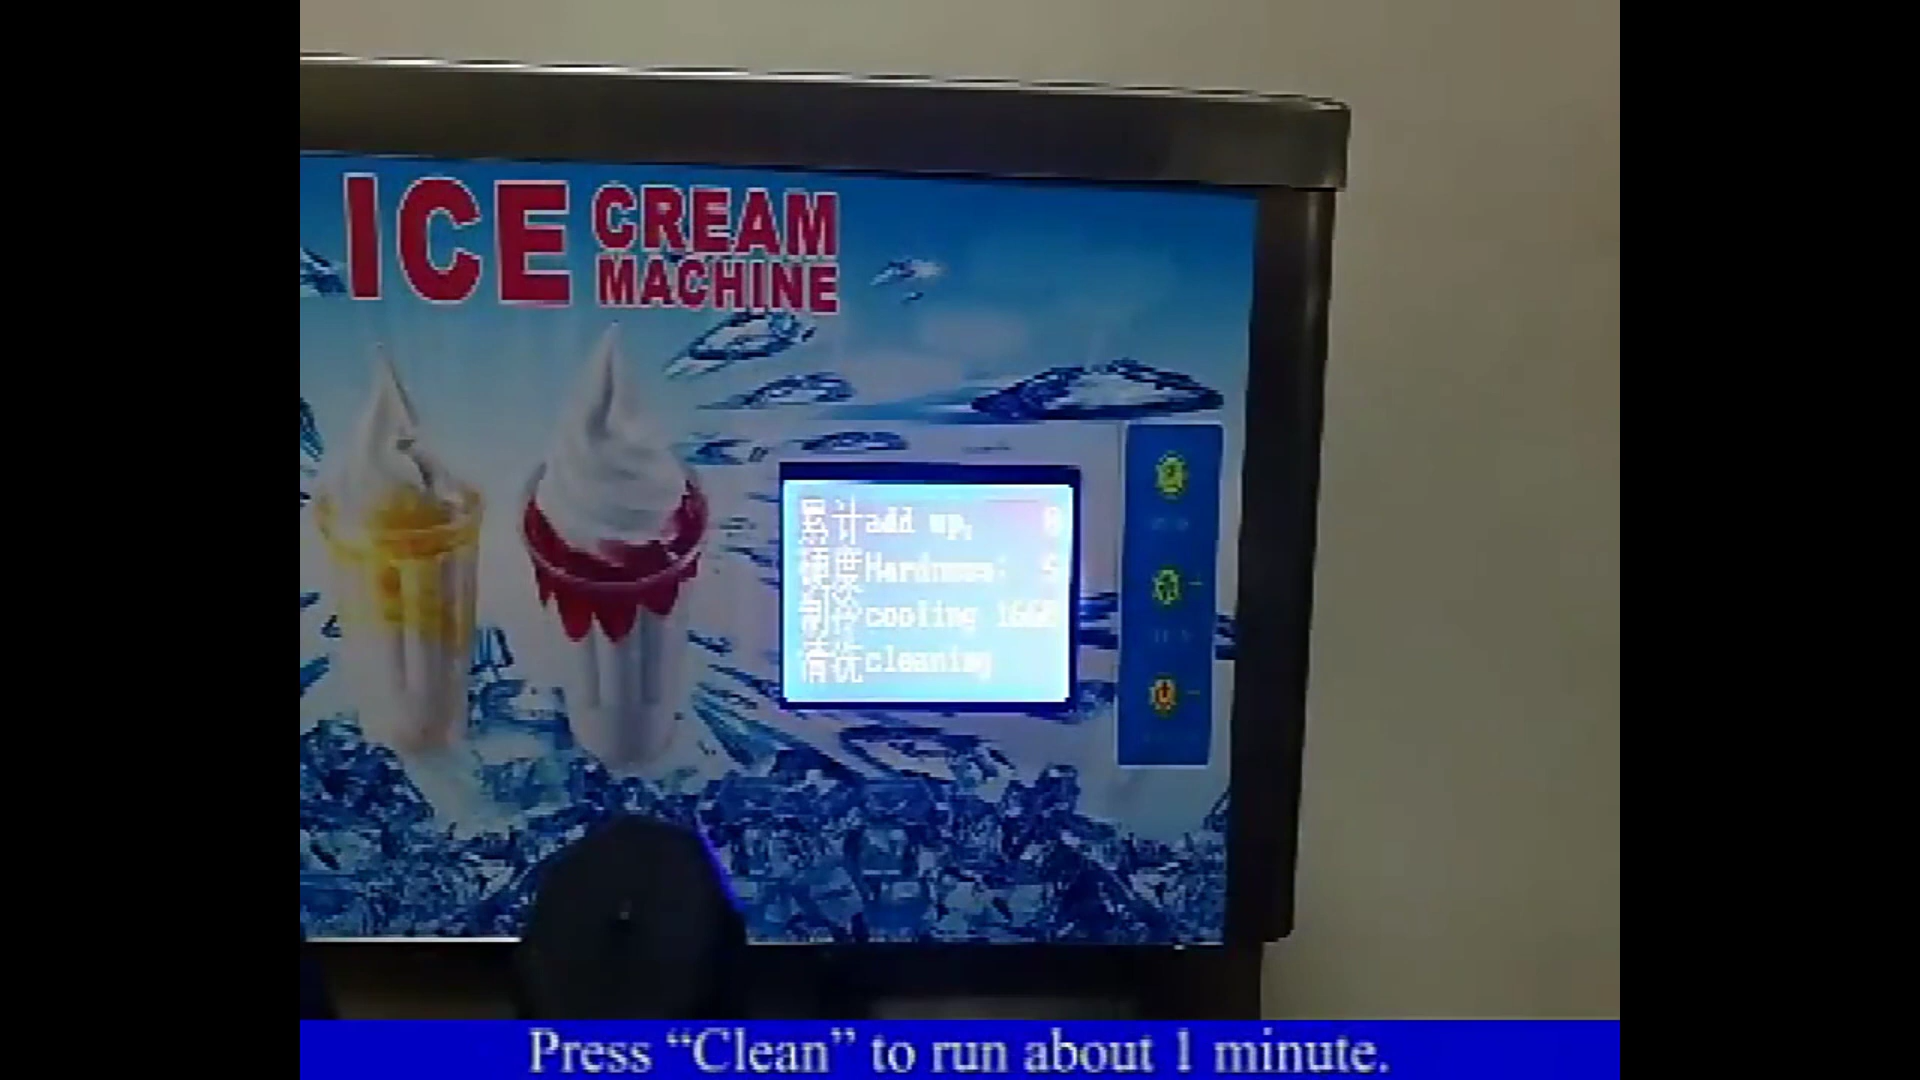 ICE CREAM
MACHINE
累计add up:
硬度Hardness: 5
制冷cooling
清洗cleaning
Press “Clean” to run about 1 minute.